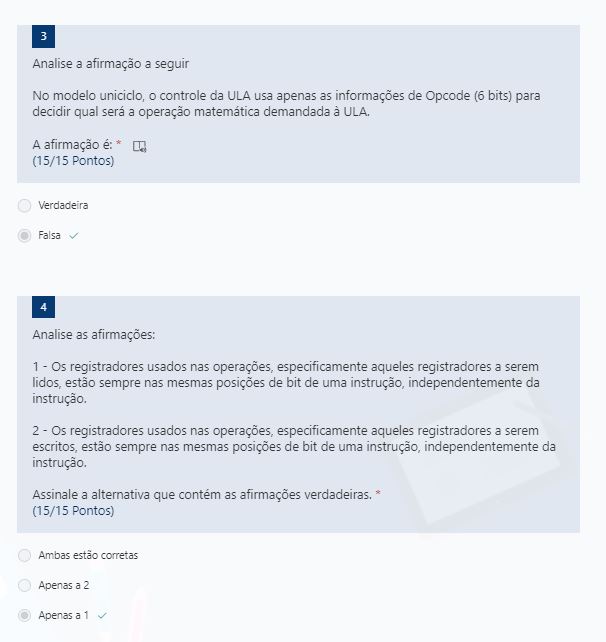 3
Analise a afirmação a seguir
No modelo uniciclo, o controle da ULA usa apenas as informações de Opcode (6 bits) para
decidir qual será a operação matemática demandada à ULA.
A afirmação é: *
(15/15 Pontos)
Verdadeira
Falsa
4
Analise as afirmações:
1 - Os registradores usados nas operações, especificamente aqueles registradores a serem
lidos, estão sempre nas mesmas posições de bit de uma instrução, independentemente da
instrução.
2 - Os registradores usados nas operações, especificamente aqueles registradores a serem
escritos, estão sempre nas mesmas posições de bit de uma instrução, independentemente da
instrução.
Assinale a alternativa que contém as afirmações verdadeiras. *
(15/15 Pontos)
Ambas estão corretas
Apenas a 2
Apenas a 1